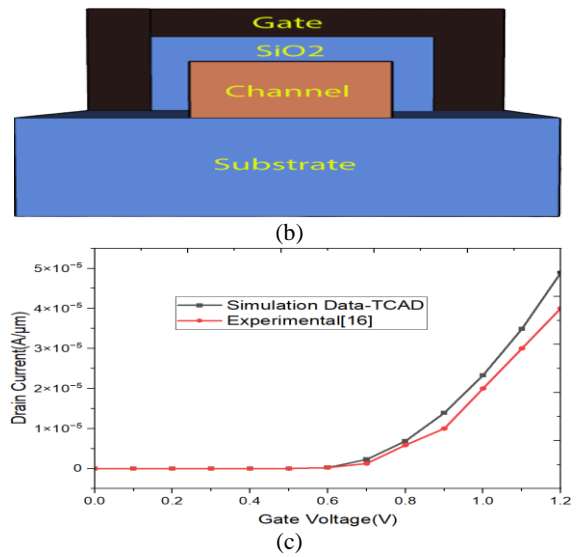 Gate
SiO2
Channel
Substrate
(b)
5×10⁻⁵
4×10⁻⁵
3×10⁻⁵
2×10⁻⁵
1×10⁻⁵
0
Drain Current(A/μm)
Simulation Data-TCAD
Experimental[16]
0.0 0.2 0.4 0.6 0.8 1.0 1.2
Gate Voltage(V)
(c)